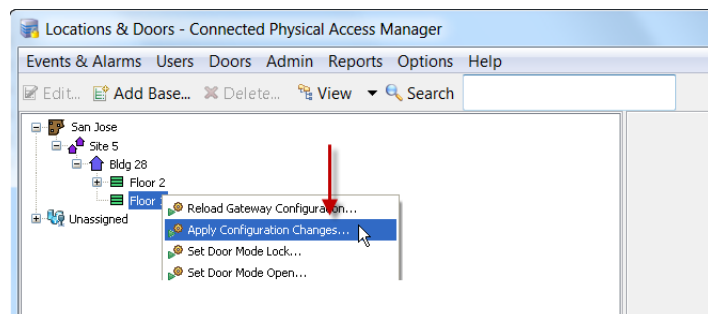 Locations & Doors - Connected Physical Access Manager
Events & Alarms Users Doors Admin Reports Options Help
Edit... Add Base... Delete... View Search
San Jose
Site 5
Bldg 28
Floor 2
Floor
Unassigned
Reload Gateway Configuration...
Apply Configuration Changes...
Set Door Mode Lock...
Set Door Mode Open...